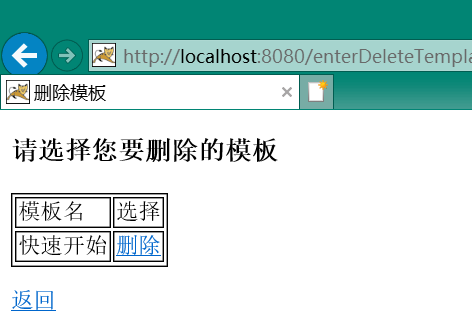 http://localhost:8080/enterDeleteTempla
删除模板
请选择您要删除的模板
模板名 选择
快速开始 删除
返回